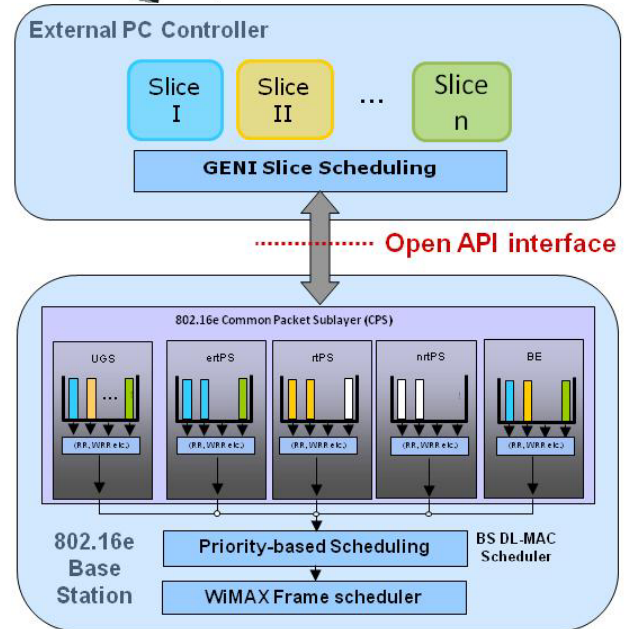 External PC Controller
Slice
I
Slice
II
...
Slice
n
GENI Slice Scheduling
Open API interface
802.16e Common Packet Sublayer (CPS)
UGS
ertPS
rtPS
nrtPS
BE
...
(RR, WRR etc.)
(RR, WRR etc.)
(RR, WRR etc.)
(RR, WRR etc.)
(RR, WRR etc.)
802.16e
Base
Station
Priority-based Scheduling
BS DL-MAC
Scheduler
WiMAX Frame scheduler